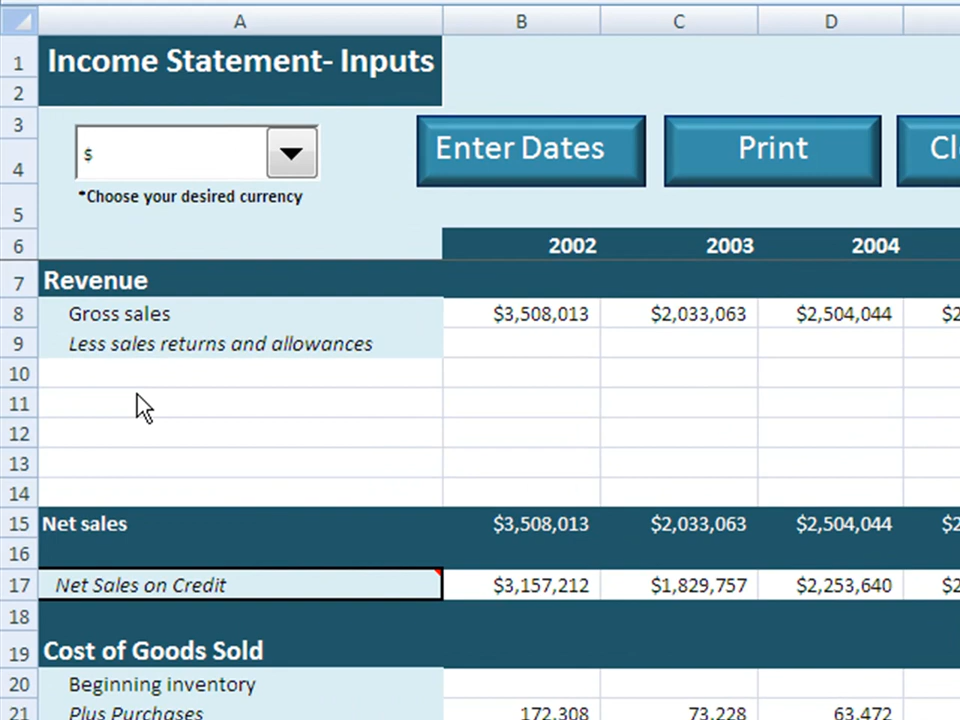 A B C D
1 Income Statement- Inputs
2
3
Enter Dates Print
4 $
*Choose your desired currency
5
6 2002 2003 2004
7 Revenue
8 Gross sales $3,508,013 $2,033,063 $2,504,044 $2
9 Less sales returns and allowances
10
11
12
13
14
15 Net sales $3,508,013 $2,033,063 $2,504,044 $2
16
17 Net Sales on Credit $3,157,212 $1,829,757 $2,253,640 $2
18
19 Cost of Goods Sold
20 Beginning inventory
21 Plus Purchases 172,308 73,228 63,472